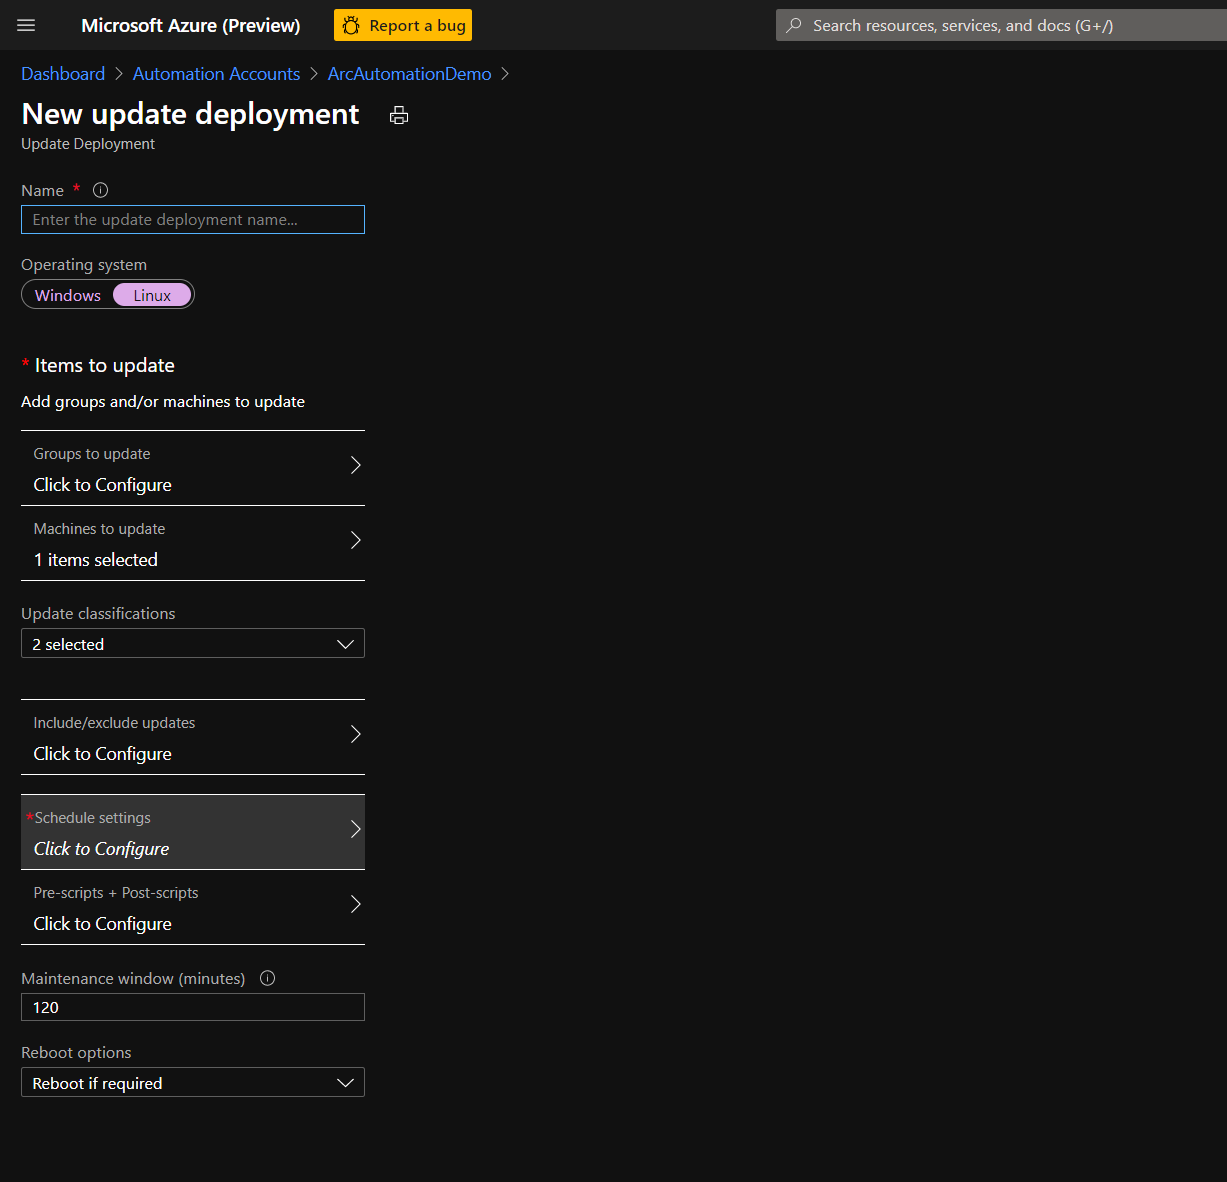 Microsoft Azure (Preview)
Report a bug
Search resources, services, and docs (G+/)
Dashboard > Automation Accounts > ArcAutomationDemo >
New update deployment
Update Deployment
Name *
Enter the update deployment name...
Operating system
Windows Linux
* Items to update
Add groups and/or machines to update
Groups to update
Click to Configure
Machines to update
1 items selected
Update classifications
2 selected
Include/exclude updates
Click to Configure
*Schedule settings
Click to Configure
Pre-scripts + Post-scripts
Click to Configure
Maintenance window (minutes)
120
Reboot options
Reboot if required